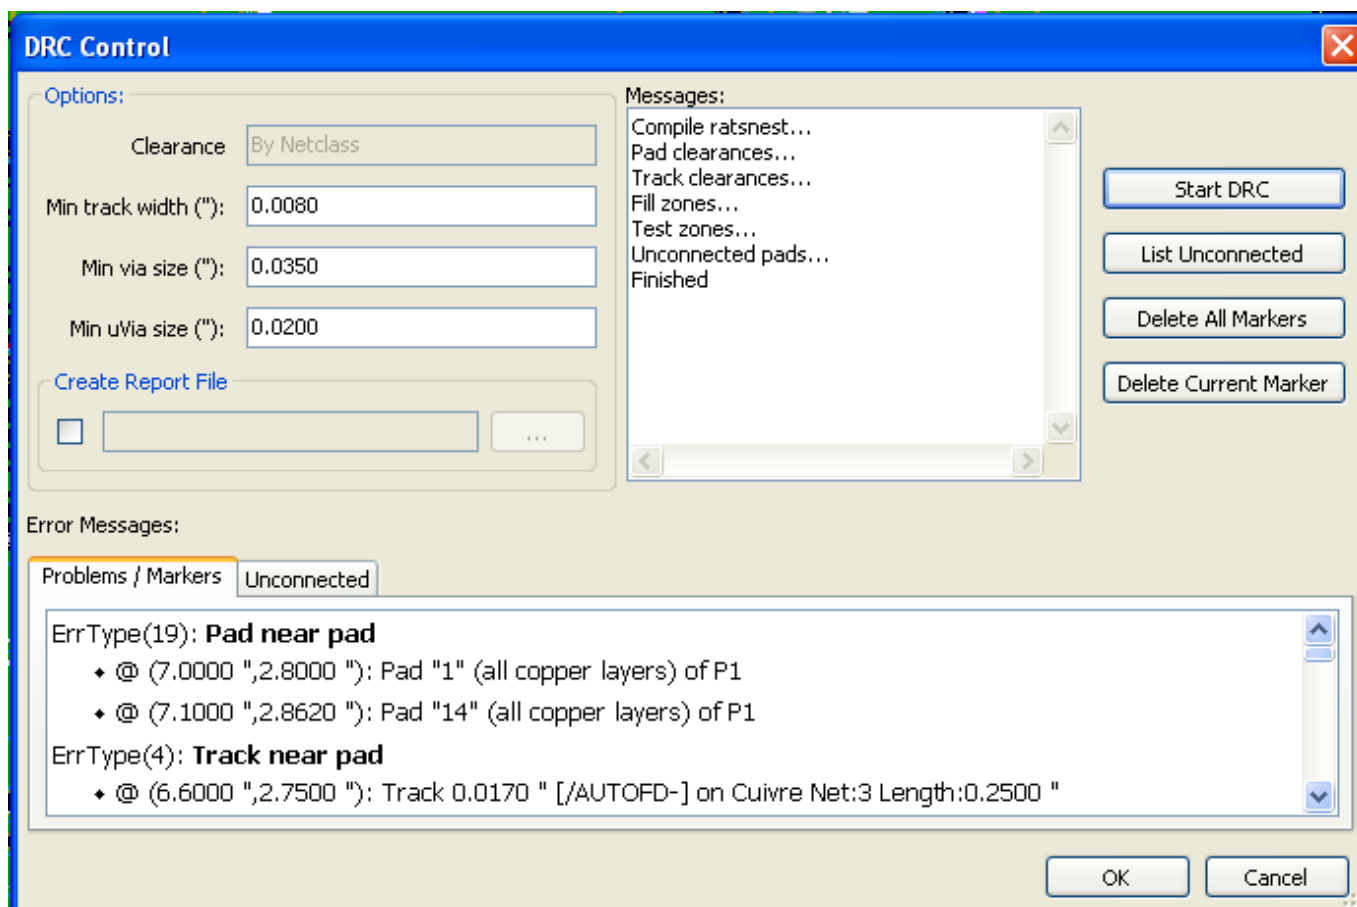 DRC Control
Options:
Clearance
By Netclass
Min track width ("):
0.0080
Min via size ("):
0.0350
Min uVia size ("):
0.0200
Create Report File
...
Messages:
Compile ratsnest...
Pad clearances...
Track clearances...
Fill zones...
Test zones...
Unconnected pads...
Finished
Start DRC
List Unconnected
Delete All Markers
Delete Current Marker
Error Messages:
Problems / Markers
Unconnected
ErrType(19): Pad near pad
@ (7.0000 ",2.8000 "): Pad "1" (all copper layers) of P1
@ (7.1000 ",2.8620 "): Pad "14" (all copper layers) of P1
ErrType(4): Track near pad
@ (6.6000 ",2.7500 "): Track 0.0170 " [/AUTOFD-] on Cuivre Net:3 Length:0.2500 "
OK
Cancel